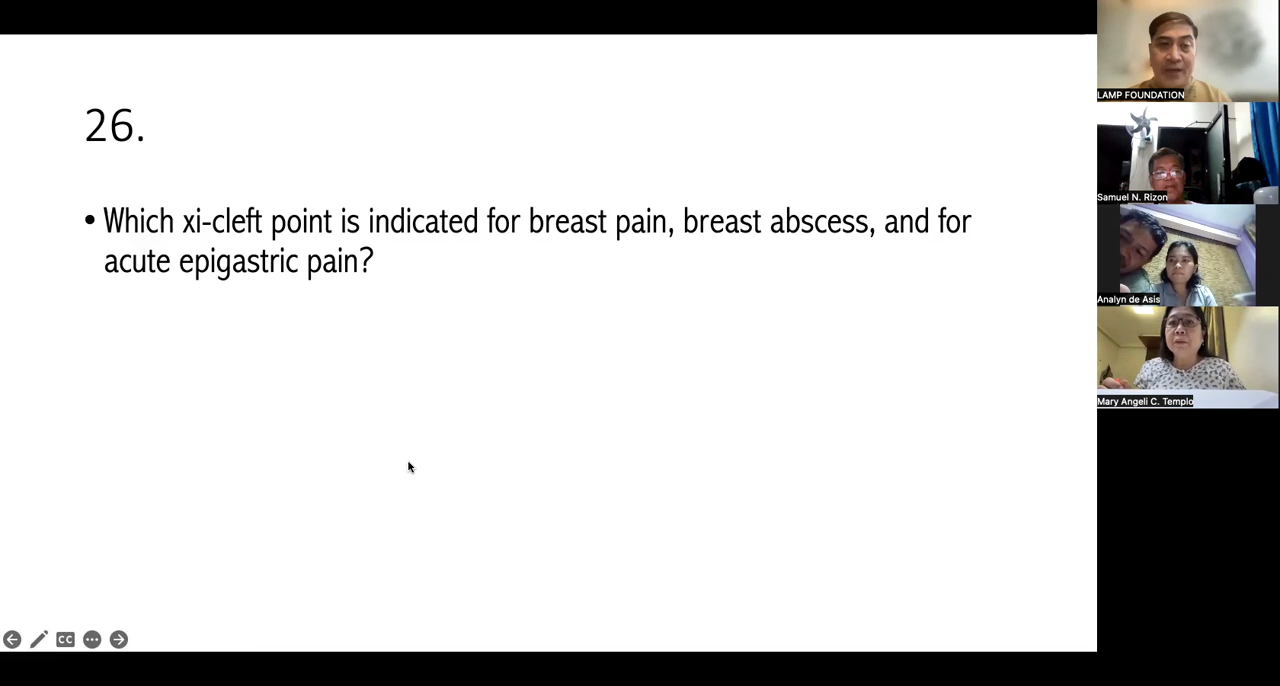 26.
• Which xi-cleft point is indicated for breast pain, breast abscess, and for
acute epigastric pain?
CC
LAMP FOUNDATION
Samuel N. Rizon
Analyn de Asis
Mary Angeli C. Templo